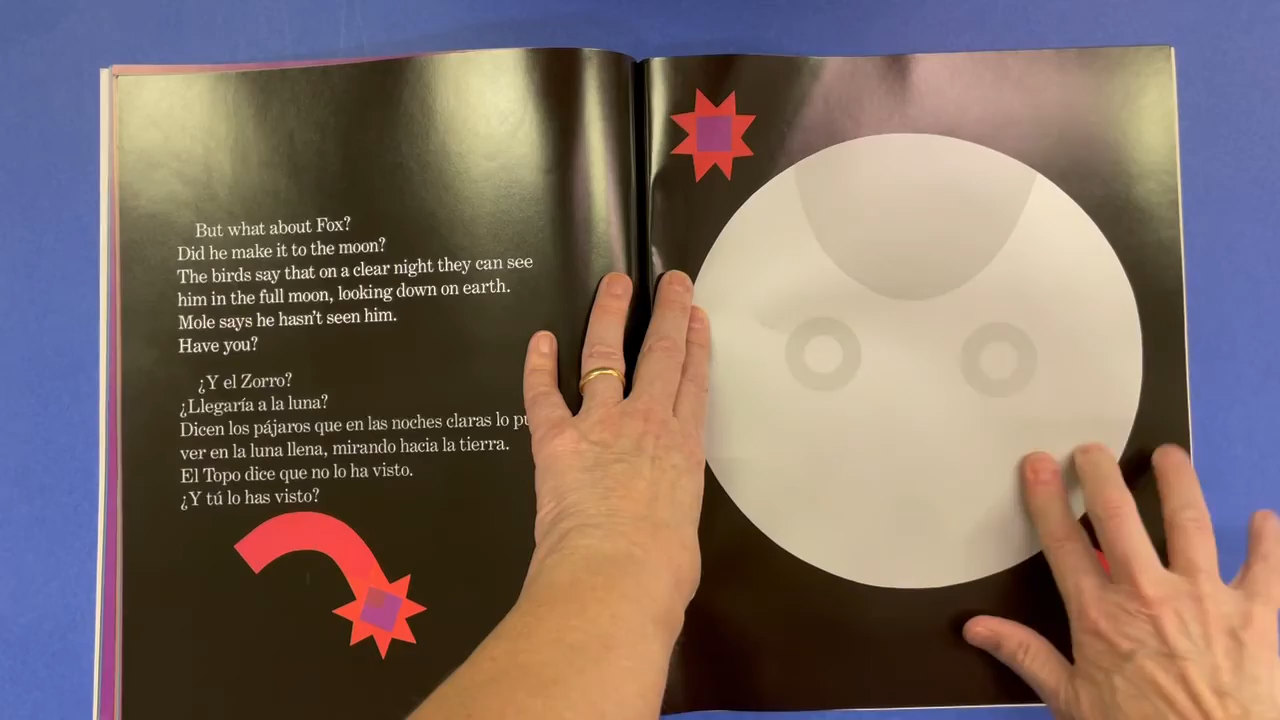 But what about Fox?
Did he make it to the moon?
The birds say that on a clear night they can see
him in the full moon, looking down on earth.
Mole says he hasn't seen him.
Have you?
¿Y el Zorro?
¿Llegaría a la luna?
Dicen los pájaros que en las noches claras lo
ver en la luna llena, mirando hacia la tierra.
El Topo dice que no lo ha visto.
¿Y tú lo has visto?